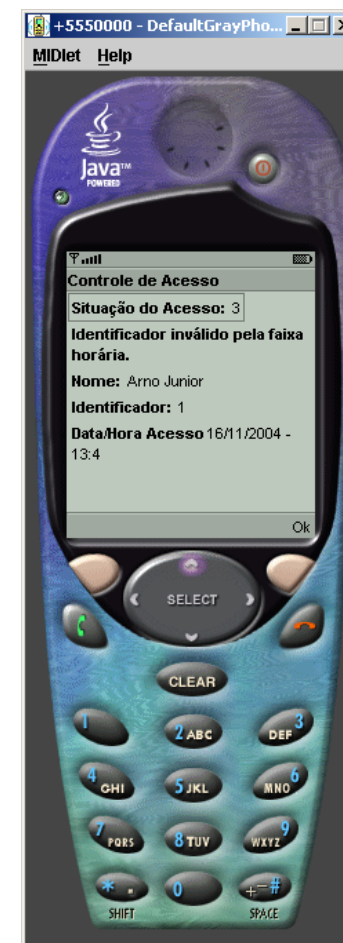 +5550000 - DefaultGrayPho...
MIDlet Help
Java™
POWERED
Controle de Acesso
Situação do Acesso: 3
Identificador inválido pela faixa
horária.
Nome: Arno Junior
Identificador: 1
Data/Hora Acesso 16/11/2004 -
13:4
Ok
SELECT
CLEAR
1 2 ABC DEF 3
4 GHI 5 JKL MNO 6
7 PQRS 8 TUV WXYZ 9
* . 0 +-#
SHIFT SPACE